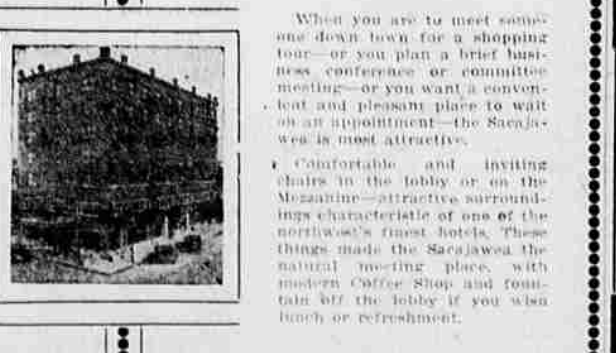 When you are to meet some-
one down town for a shopping
tour—or you plan a brief busi-
ness conference or committee
meeting—or you want a conven-
ient and pleasant place to wait
on an appointment—the Sacaja-
wea is most attractive.
Comfortable and inviting
chairs in the lobby or on the
Mezzanine—attractive surround-
ings characteristic of one of the
northwest's finest hotels. These
things made the Sacajawea the
natural meeting place, with
modern Coffee Shop and foun-
tain off the lobby if you wish
lunch or refreshment.